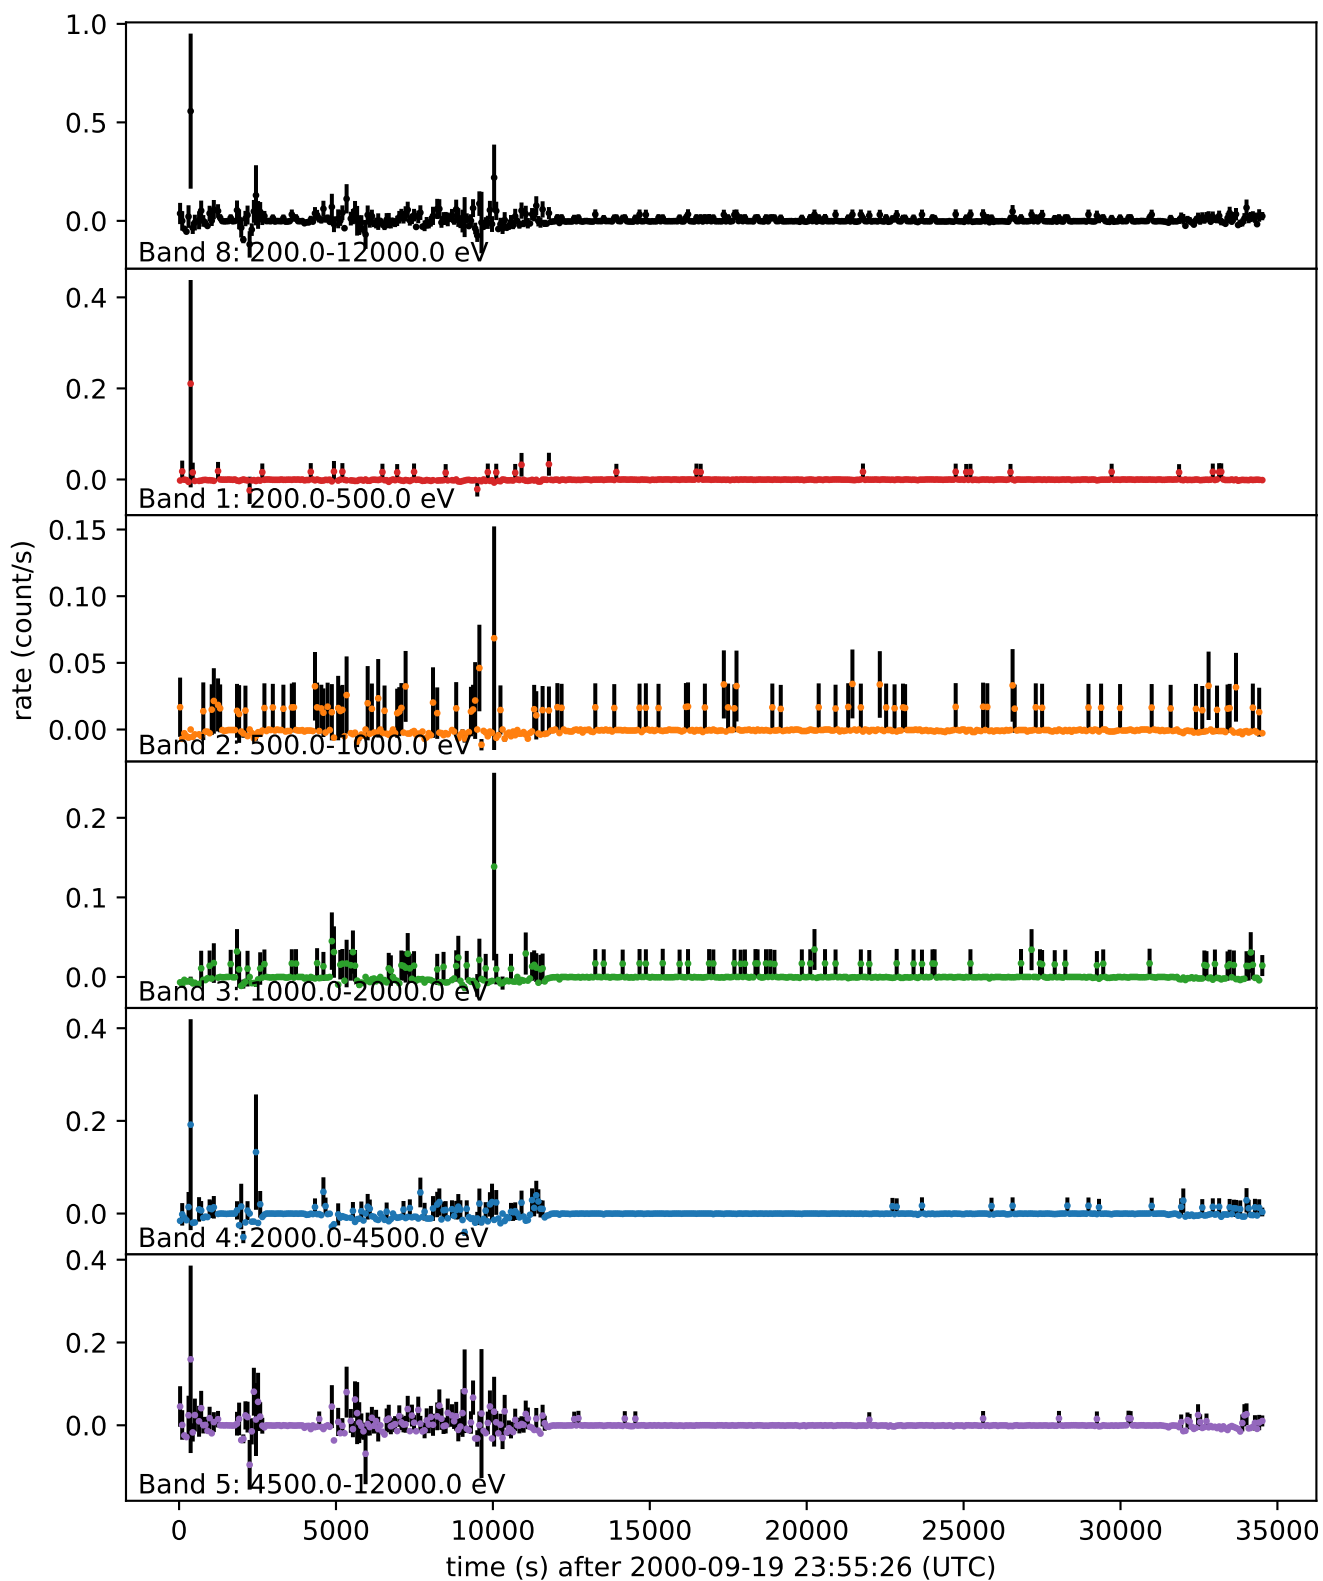 1.0
0.5
0.0
Band 8: 200.0-12000.0 eV
0.4
0.2
0.0
Band 1: 200.0-500.0 eV
0.15
0.10
0.05
0.00
Band 2: 500.0-1000.0 eV
rate (count/s)
0.2
0.1
0.0
Band 3: 1000.0-2000.0 eV
0.4
0.2
0.0
Band 4: 2000.0-4500.0 eV
0.4
0.2
0.0
Band 5: 4500.0-12000.0 eV
0 5000 10000 15000 20000 25000 30000 35000
time (s) after 2000-09-19 23:55:26 (UTC)